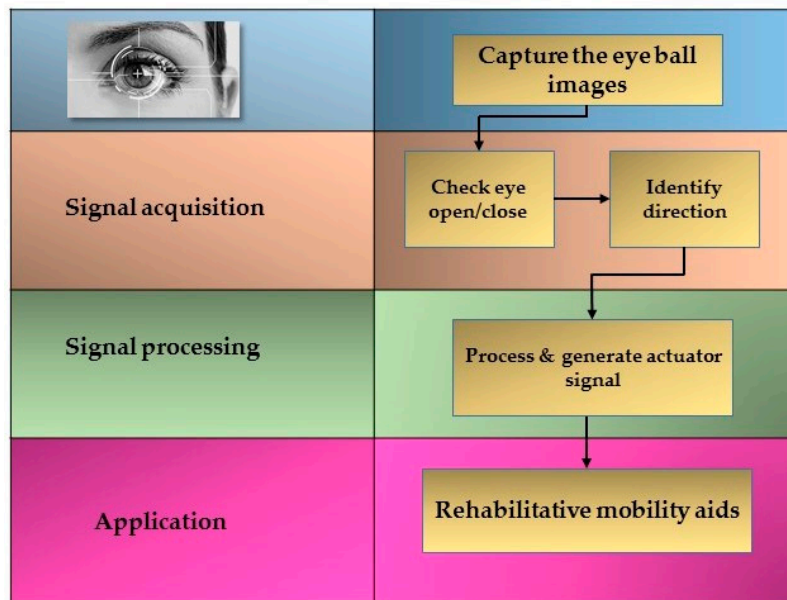 Capture the eye ball
images
Signal acquisition
Check eye
open/close
Identify
direction
Signal processing
Process & generate actuator
signal
Application
Rehabilitative mobility aids